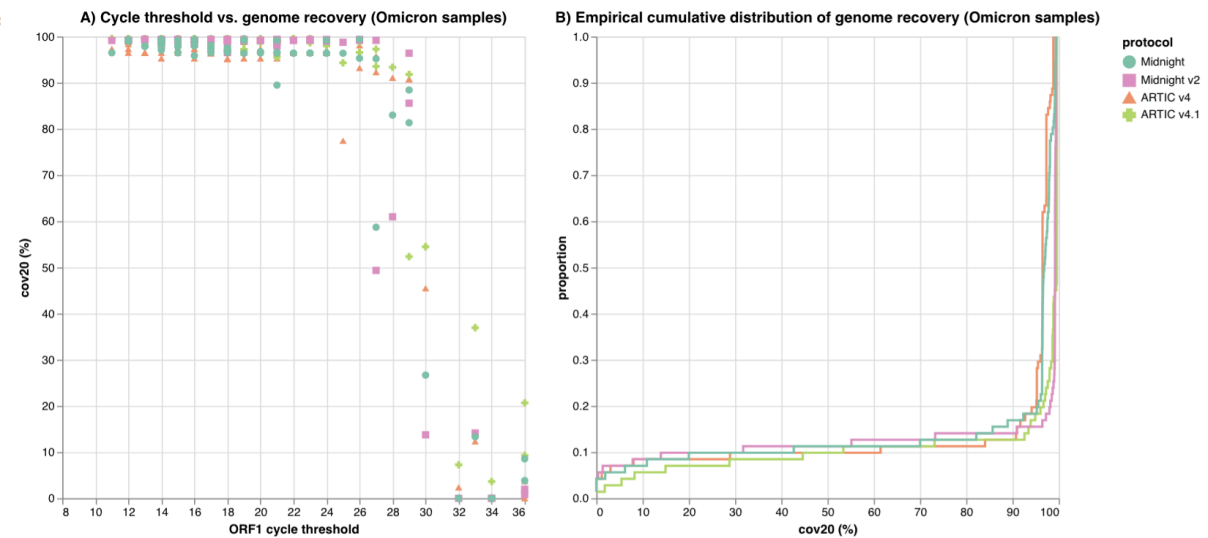 A) Cycle threshold vs. genome recovery (Omicron samples)
100
90
80
70
60
50
40
30
20
10
0
cov20 (%)
8 10 12 14 16 18 20 22 24 26 28 30 32 34 36
ORF1 cycle threshold
B) Empirical cumulative distribution of genome recovery (Omicron samples)
1.0
0.9
0.8
0.7
0.6
0.5
0.4
0.3
0.2
0.1
0.0
proportion
0 10 20 30 40 50 60 70 80 90 100
cov20 (%)
protocol
Midnight
Midnight v2
ARTIC v4
ARTIC v4.1